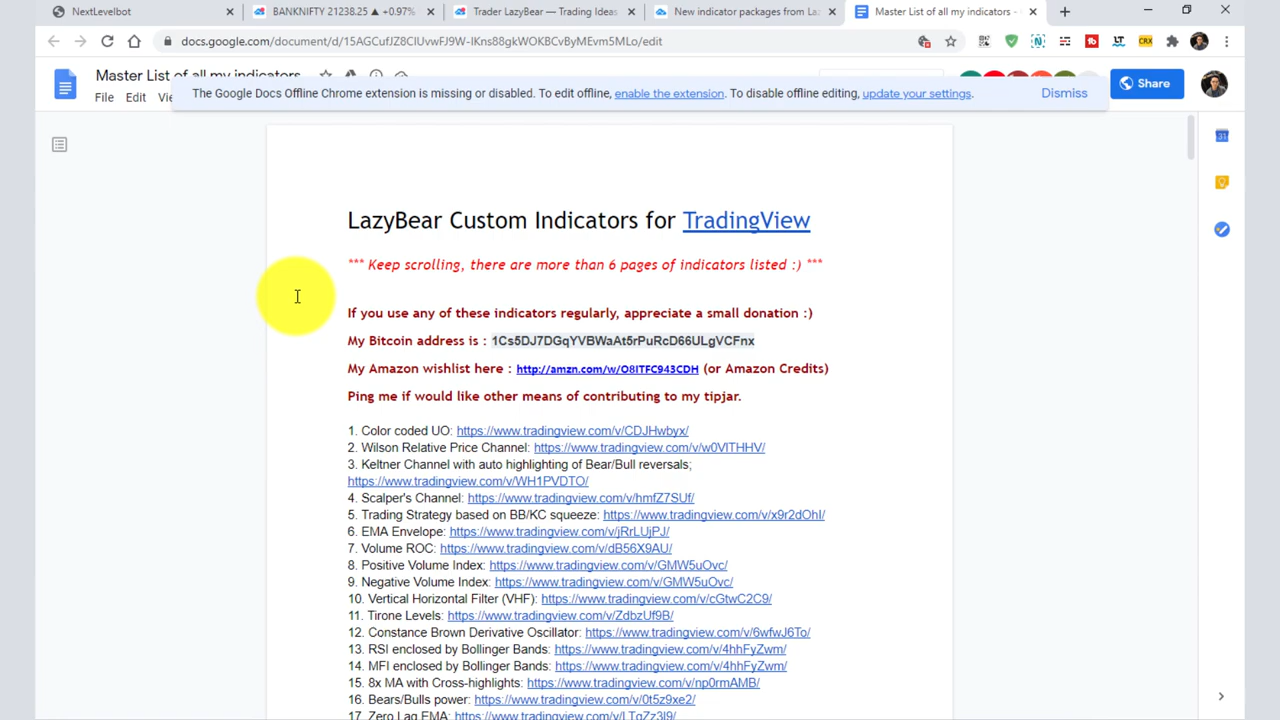 NextLevelbot
BANKNIFTY 21238.25 ▲ +0.97%
Trader LazyBear — Trading Ideas
New indicator packages from La
Master List of all my indicators -
docs.google.com/document/d/15AGCufJZ8CIUvwFJ9W-IKns88gkWOKBCvByMEvm5MLo/edit
Master List of all my indicators
File Edit
The Google Docs Offline Chrome extension is missing or disabled. To edit offline, enable the extension. To disable offline editing, update your settings.
Dismiss
Share
LazyBear Custom Indicators for TradingView
*** Keep scrolling, there are more than 6 pages of indicators listed :) ***
If you use any of these indicators regularly, appreciate a small donation :)
My Bitcoin address is : 1Cs5DJ7DGqYVBWaAt5rPuRcD66ULgVCFnx
My Amazon wishlist here : http://amzn.com/w/O8ITFC943CDH (or Amazon Credits)
Ping me if would like other means of contributing to my tipjar.
1. Color coded UO: https://www.tradingview.com/v/CDJHwbyx/
2. Wilson Relative Price Channel: https://www.tradingview.com/v/w0VITHHV/
3. Keltner Channel with auto highlighting of Bear/Bull reversals;
https://www.tradingview.com/v/WH1PVDTO/
4. Scalper's Channel: https://www.tradingview.com/v/hmfZ7SUf/
5. Trading Strategy based on BB/KC squeeze: https://www.tradingview.com/v/x9r2dOhI/
6. EMA Envelope: https://www.tradingview.com/v/jRrLUjPJ/
7. Volume ROC: https://www.tradingview.com/v/dB56X9AU/
8. Positive Volume Index: https://www.tradingview.com/v/GMW5uOvc/
9. Negative Volume Index: https://www.tradingview.com/v/GMW5uOvc/
10. Vertical Horizontal Filter (VHF): https://www.tradingview.com/v/cGtwC2C9/
11. Tirone Levels: https://www.tradingview.com/v/ZdbzUf9B/
12. Constance Brown Derivative Oscillator: https://www.tradingview.com/v/6wfwJ6To/
13. RSI enclosed by Bollinger Bands: https://www.tradingview.com/v/4hhFyZwm/
14. MFI enclosed by Bollinger Bands: https://www.tradingview.com/v/4hhFyZwm/
15. 8x MA with Cross-highlights: https://www.tradingview.com/v/np0rmAMB/
16. Bears/Bulls power: https://www.tradingview.com/v/0t5z9xe2/
17. Zero Lag EMA: https://www.tradingview.com/v/LTqZz3l9/